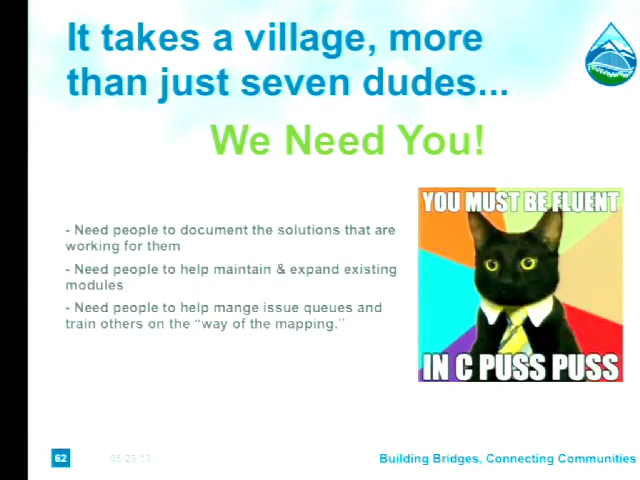 It takes a village, more
than just seven dudes...
We Need You!
YOU MUST BE FLUENT
- Need people to document the solutions that are
working for them
- Need people to help maintain & expand existing
modules
- Need people to help mange issue queues and
train others on the “way of the mapping.”
IN C PUSS PUSS
62
05/23/13
Building Bridges, Connecting Communities